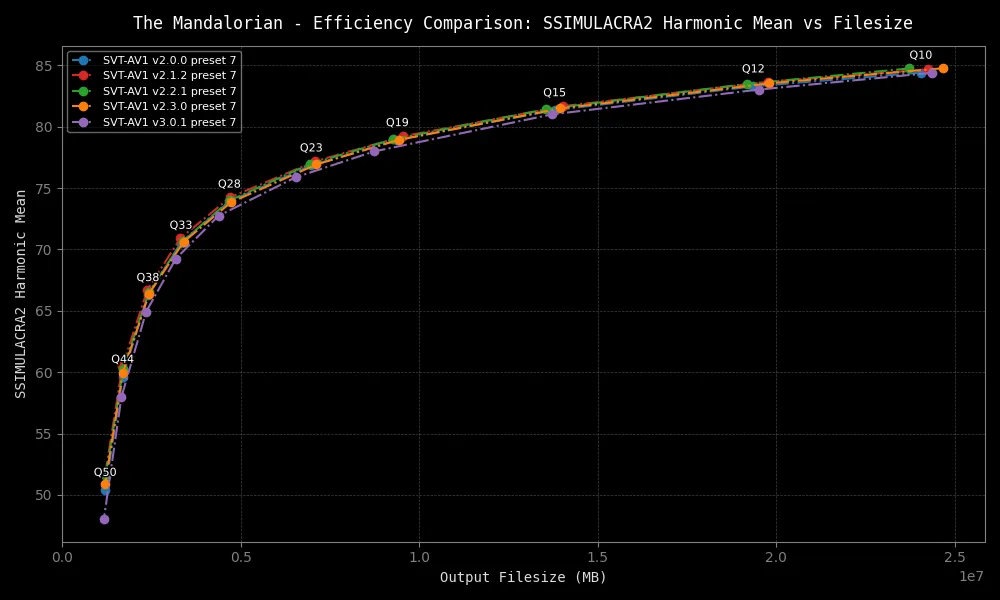 The Mandalorian - Efficiency Comparison: SSIMULACRA2 Harmonic Mean vs Filesize
SVT-AV1 v2.0.0 preset 7
SVT-AV1 v2.1.2 preset 7
SVT-AV1 v2.2.1 preset 7
SVT-AV1 v2.3.0 preset 7
SVT-AV1 v3.0.1 preset 7
Q10
Q12
Q15
Q19
Q23
Q28
Q33
Q38
Q44
Q50
85
80
75
70
65
60
55
50
SSIMULACRA2 Harmonic Mean
0.0 0.5 1.0 1.5 2.0 2.5
1e7
Output Filesize (MB)